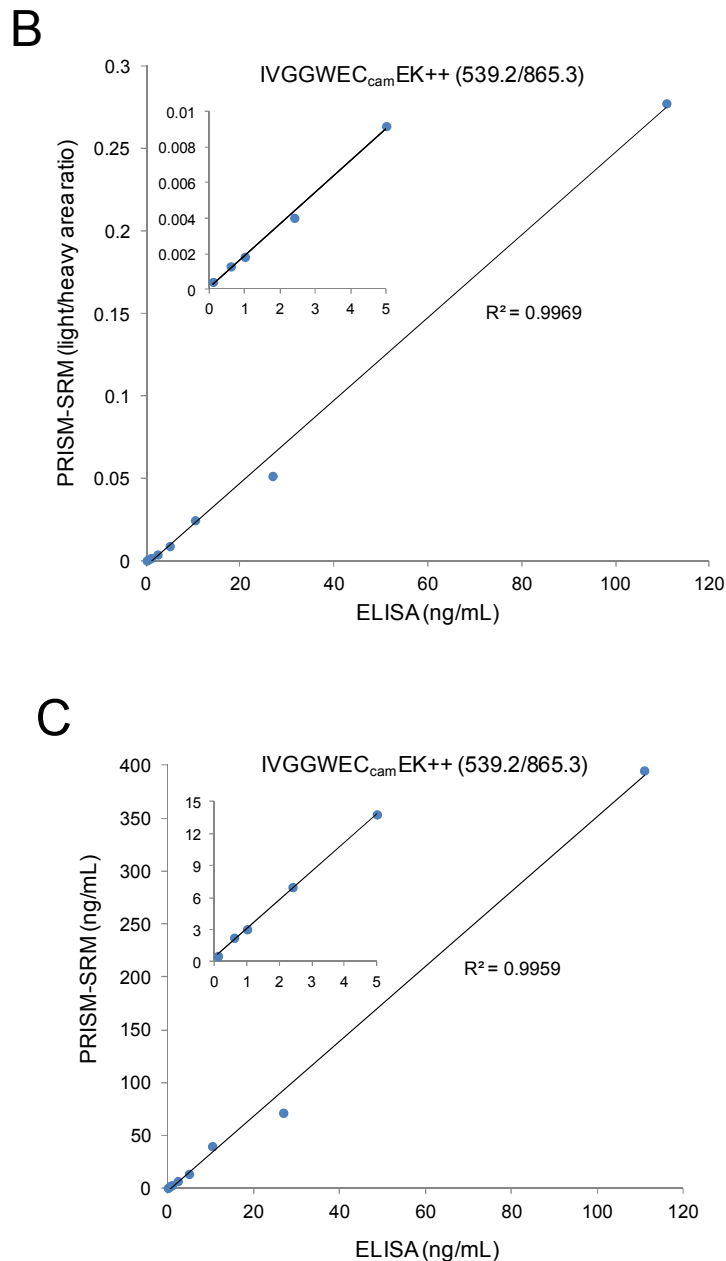 B
IVGGWECcamEK++ (539.2/865.3)
PRISM-SRM (light/heavy area ratio)
0.3
0.25
0.2
0.15
0.1
0.05
0
0.01
0.008
0.006
0.004
0.002
0
0 1 2 3 4 5
R² = 0.9969
0 20 40 60 80 100 120
ELISA (ng/mL)
C
IVGGWECcamEK++ (539.2/865.3)
PRISM-SRM (ng/mL)
400
350
300
250
200
150
100
50
0
15
12
9
6
3
0
0 1 2 3 4 5
R² = 0.9959
0 20 40 60 80 100 120
ELISA (ng/mL)